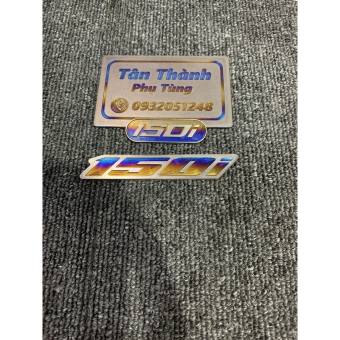 Tân Thành
Phụ Tùng
0932051248
150i
150i